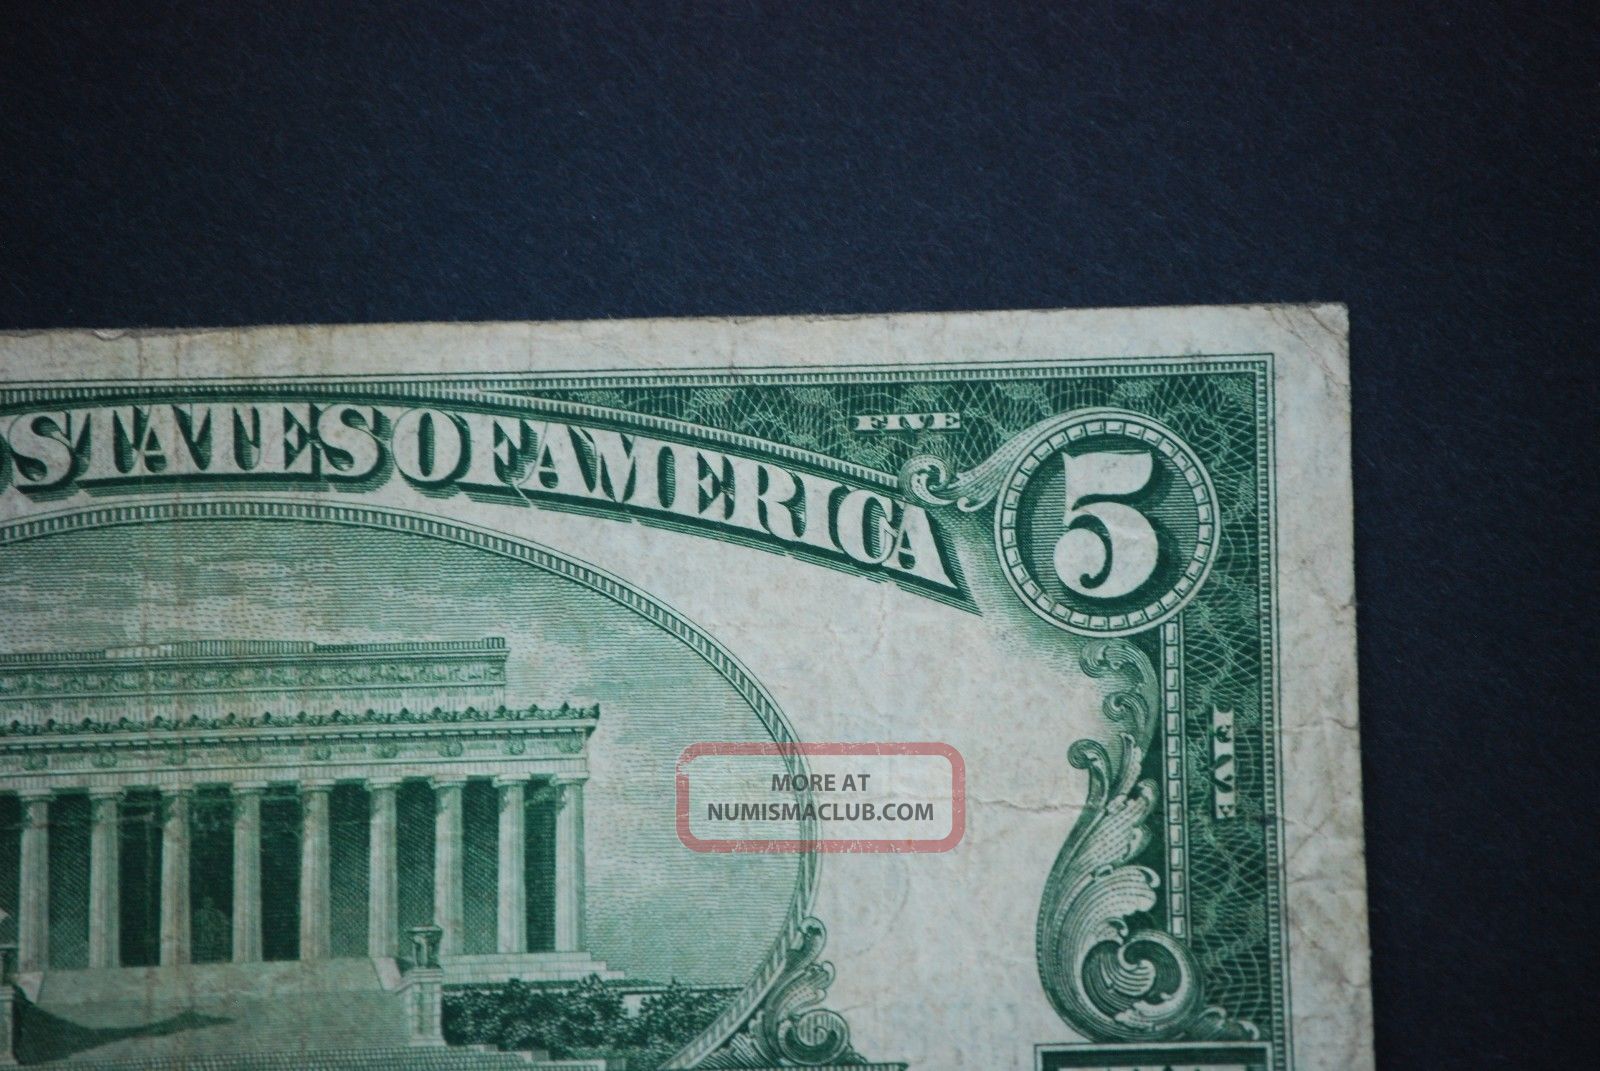 STATES OF AMERICA
FIVE
5
FIVE
MORE AT
NUMISMACLUB.COM